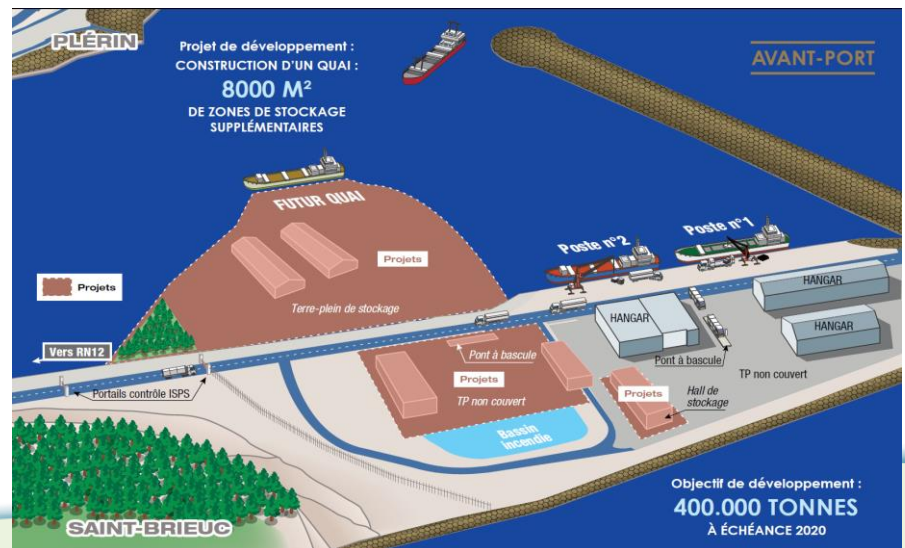 PLÉRIN
Projet de développement :
CONSTRUCTION D'UN QUAI :
8000 M²
DE ZONES DE STOCKAGE
SUPPLÉMENTAIRES
AVANT-PORT
FUTUR QUAI
Projets
Terre-plein de stockage
Poste n°2
Poste n°1
Projets
HANGAR
HANGAR
HANGAR
Vers RN12
Pont à bascule
Pont à bascule
Projets
TP non couvert
TP non couvert
Portails contrôle ISPS
Projets
Hall de
stockage
Bassin
incendie
Objectif de développement :
400.000 TONNES
À ÉCHÉANCE 2020
SAINT-BRIEUC